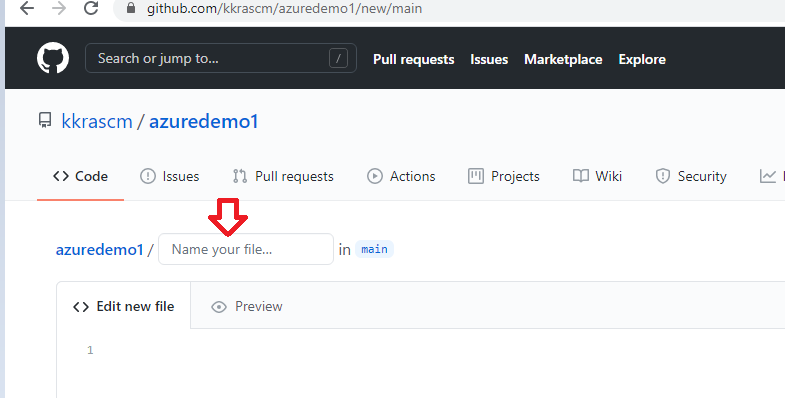 github.com/kkrascm/azuredemo1/new/main
Search or jump to... / Pull requests Issues Marketplace Explore
kkrascm / azuredemo1
Code Issues Pull requests Actions Projects Wiki Security
azuredemo1 / Name your file... in main
Edit new file Preview
1